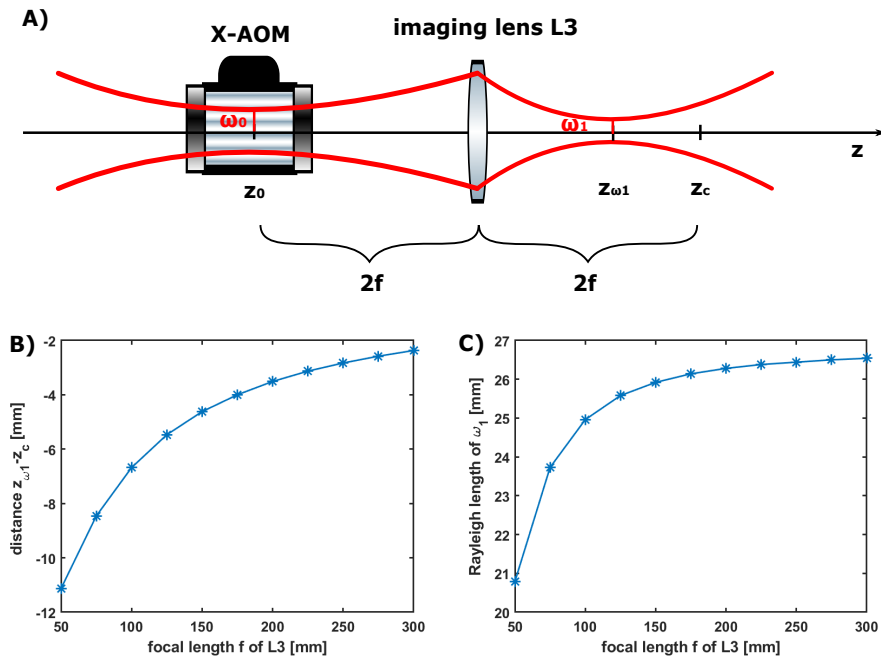 A)
X-AOM
imaging lens L3
ω₀
ω₁
z
z₀
zω1
zc
2f
2f
B)
-2
-4
-6
-8
-10
-12
50
100
150
200
250
300
distance zω1-zc [mm]
focal length f of L3 [mm]
C)
27
26
25
24
23
22
21
20
50
100
150
200
250
300
Rayleigh length of ω1 [mm]
focal length f of L3 [mm]